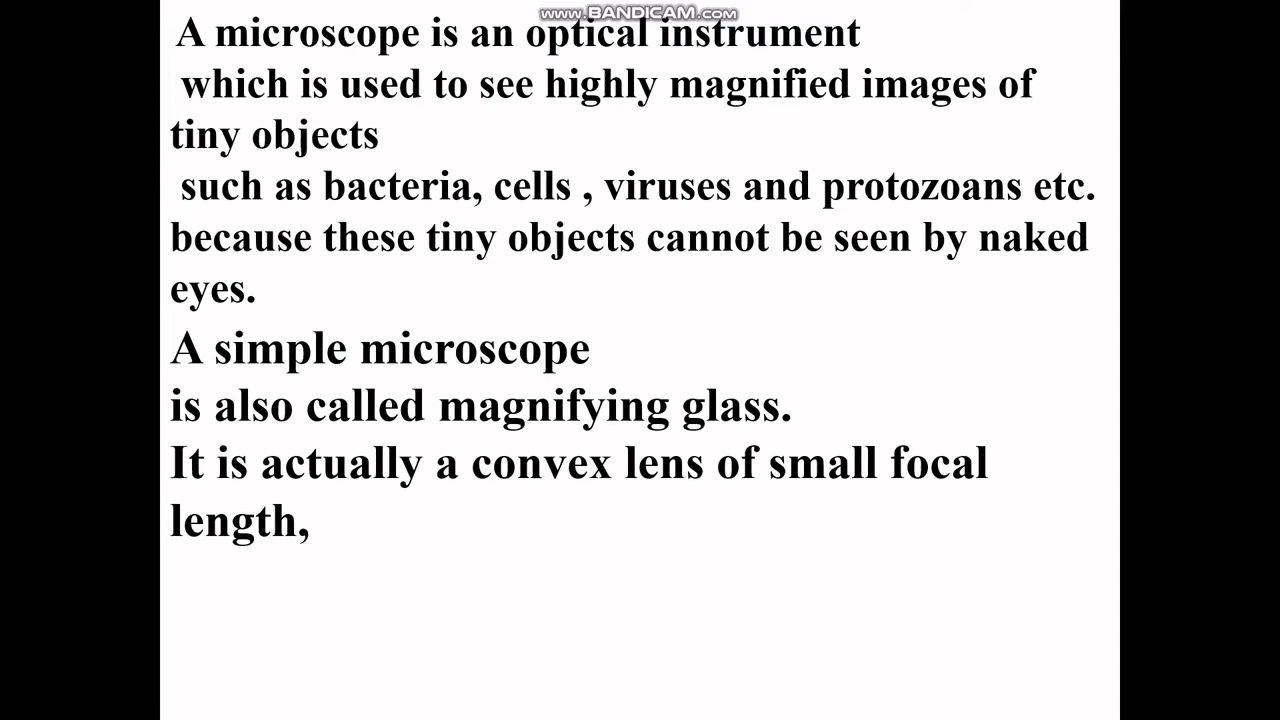 www.BANDICAM.com
A microscope is an optical instrument
which is used to see highly magnified images of
tiny objects
such as bacteria, cells , viruses and protozoans etc.
because these tiny objects cannot be seen by naked
eyes.
A simple microscope
is also called magnifying glass.
It is actually a convex lens of small focal
length,